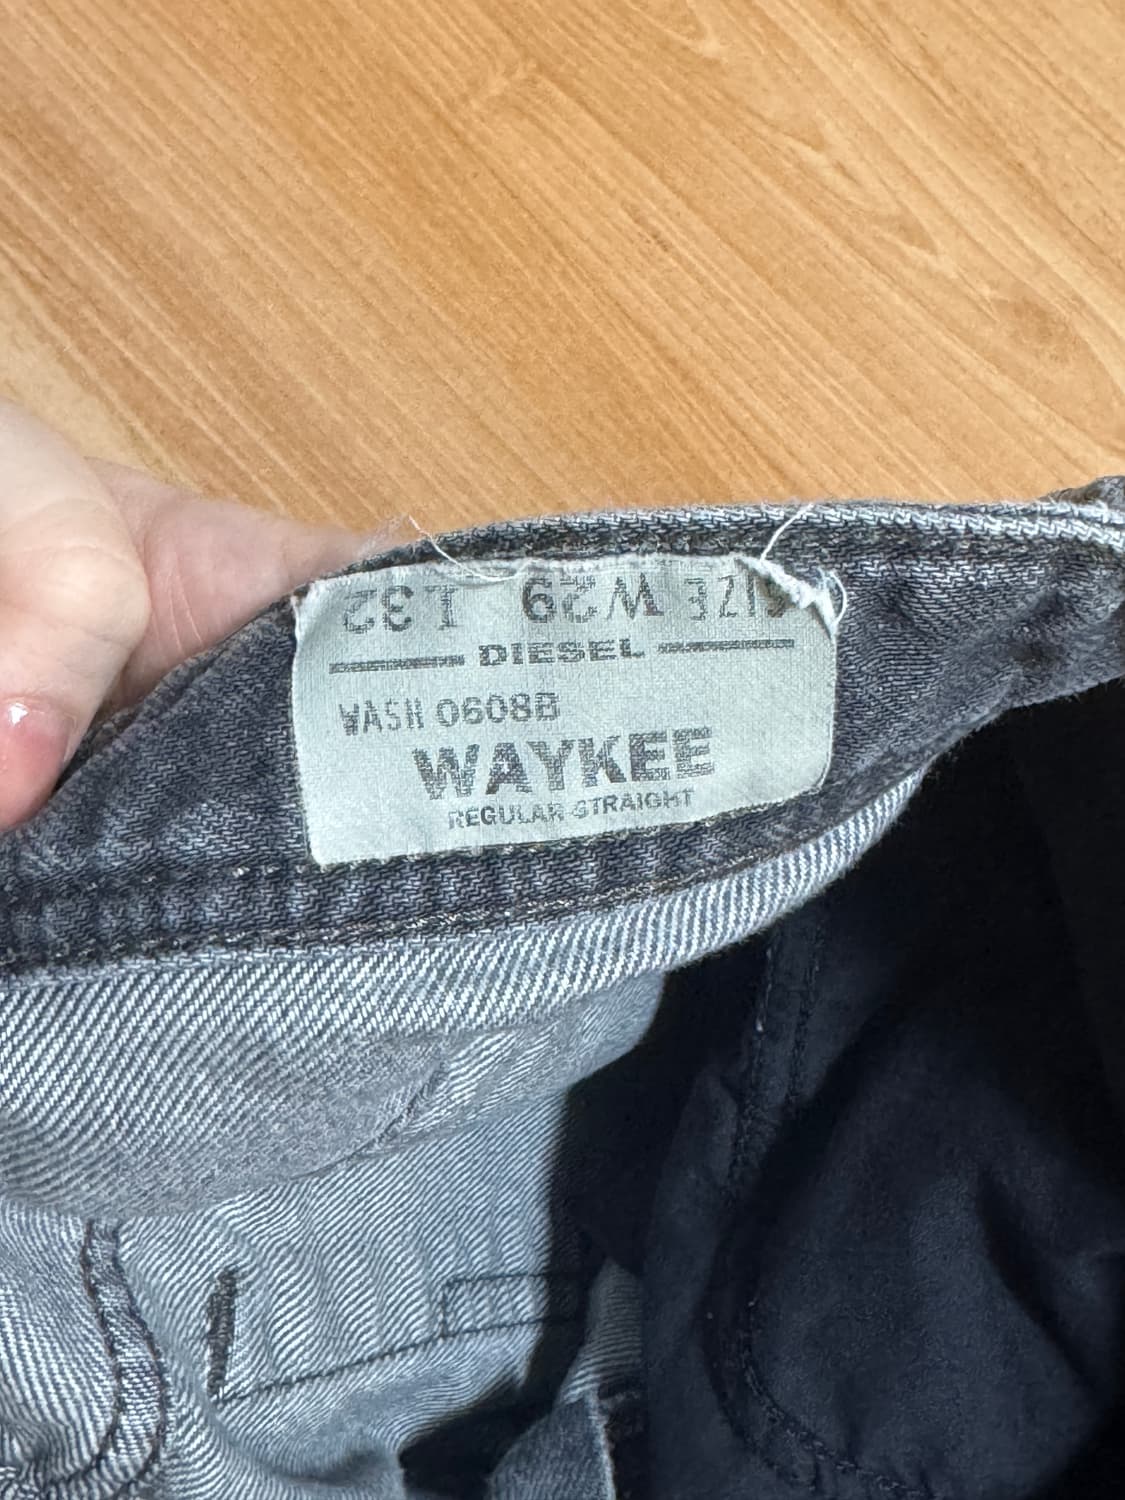 SIZE W29 L32
DIESEL
WASH 0608B
WAYKEE
REGULAR STRAIGHT